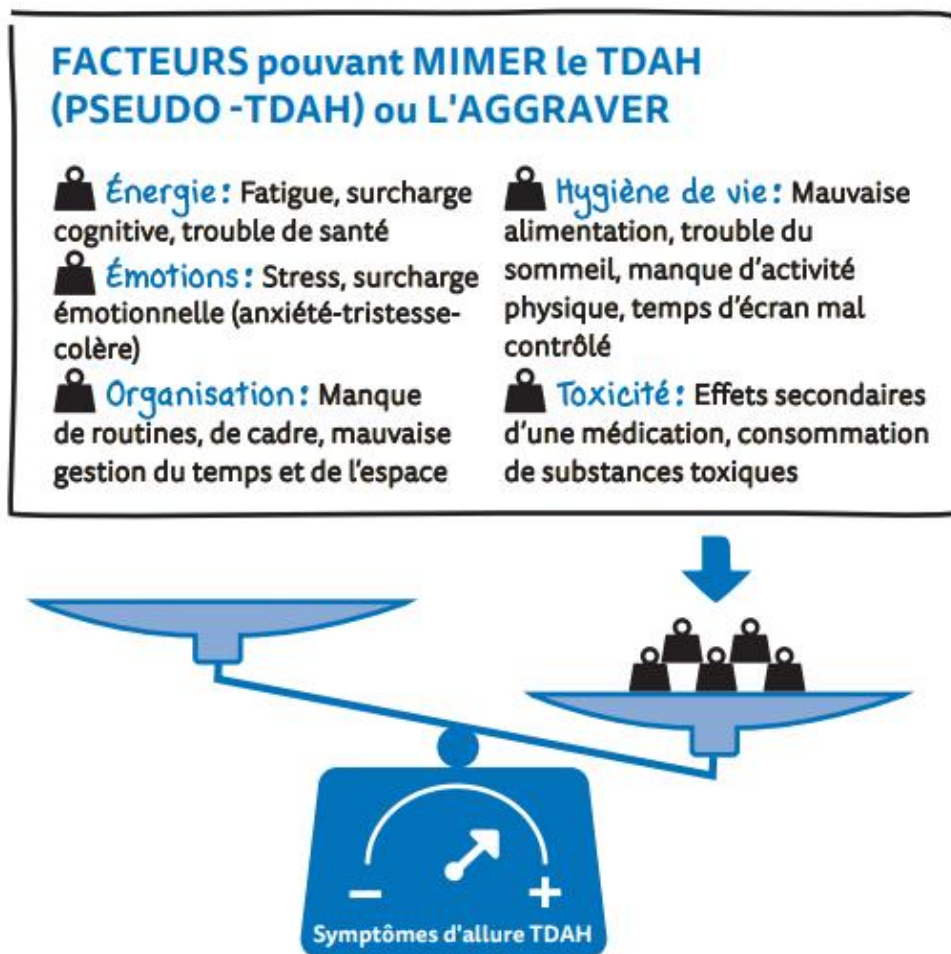 FACTEURS pouvant MIMER le TDAH
(PSEUDO -TDAH) ou L'AGGRAVER
Énergie: Fatigue, surcharge
cognitive, trouble de santé
Émotions: Stress, surcharge
émotionnelle (anxiété-tristesse-
colère)
Organisation: Manque
de routines, de cadre, mauvaise
gestion du temps et de l'espace
Hygiène de vie: Mauvaise
alimentation, trouble du
sommeil, manque d'activité
physique, temps d'écran mal
contrôlé
Toxicité: Effets secondaires
d'une médication, consommation
de substances toxiques
− +
Symptômes d'allure TDAH